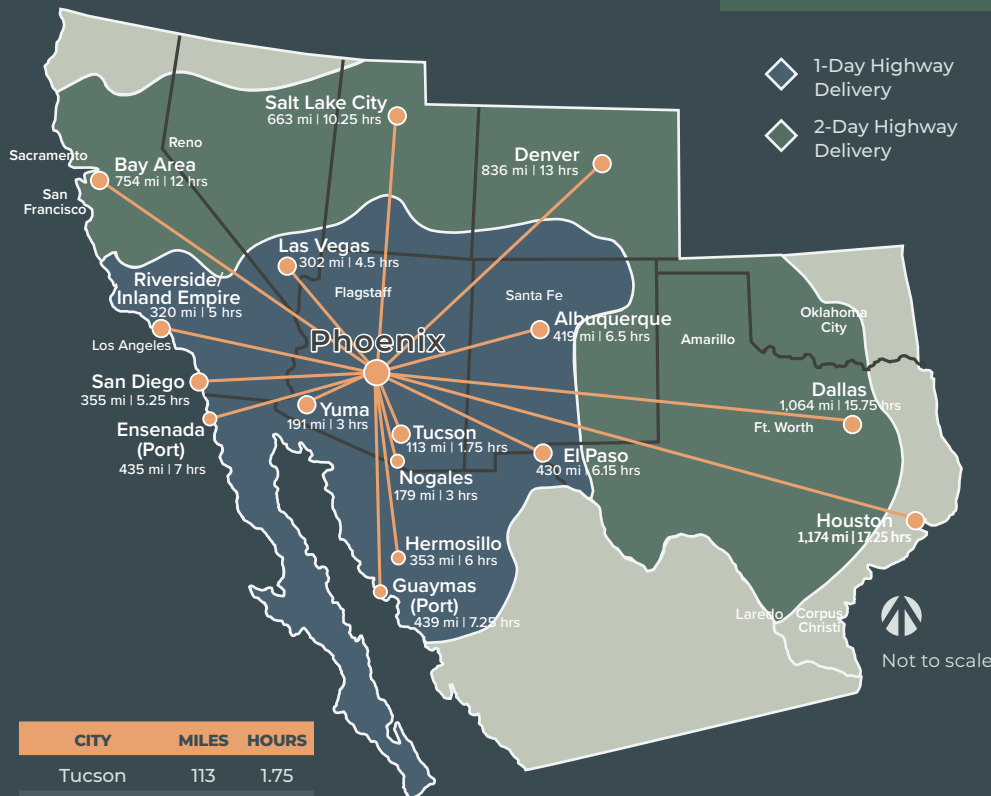 1-Day Highway
Delivery
2-Day Highway
Delivery
Salt Lake City
663 mi | 10.25 hrs
Reno
Sacramento
Bay Area
754 mi | 12 hrs
San
Francisco
Denver
836 mi | 13 hrs
Las Vegas
302 mi | 4.5 hrs
Riverside/
Inland Empire
320 mi | 5 hrs
Flagstaff
Santa Fe
Albuquerque
419 mi | 6.5 hrs
Oklahoma
City
Amarillo
Los Angeles
Phoenix
San Diego
355 mi | 5.25 hrs
Dallas
1,064 mi | 15.75 hrs
Ft. Worth
Yuma
191 mi | 3 hrs
Ensenada
(Port)
435 mi | 7 hrs
Tucson
113 mi | 1.75 hrs
El Paso
430 mi | 6.15 hrs
Nogales
179 mi | 3 hrs
Houston
1,174 mi | 17.25 hrs
Hermosillo
353 mi | 6 hrs
Guaymas
(Port)
439 mi | 7.25 hrs
Laredo
Corpus
Christi
Not to scale
CITY MILES HOURS
Tucson 113 1.75